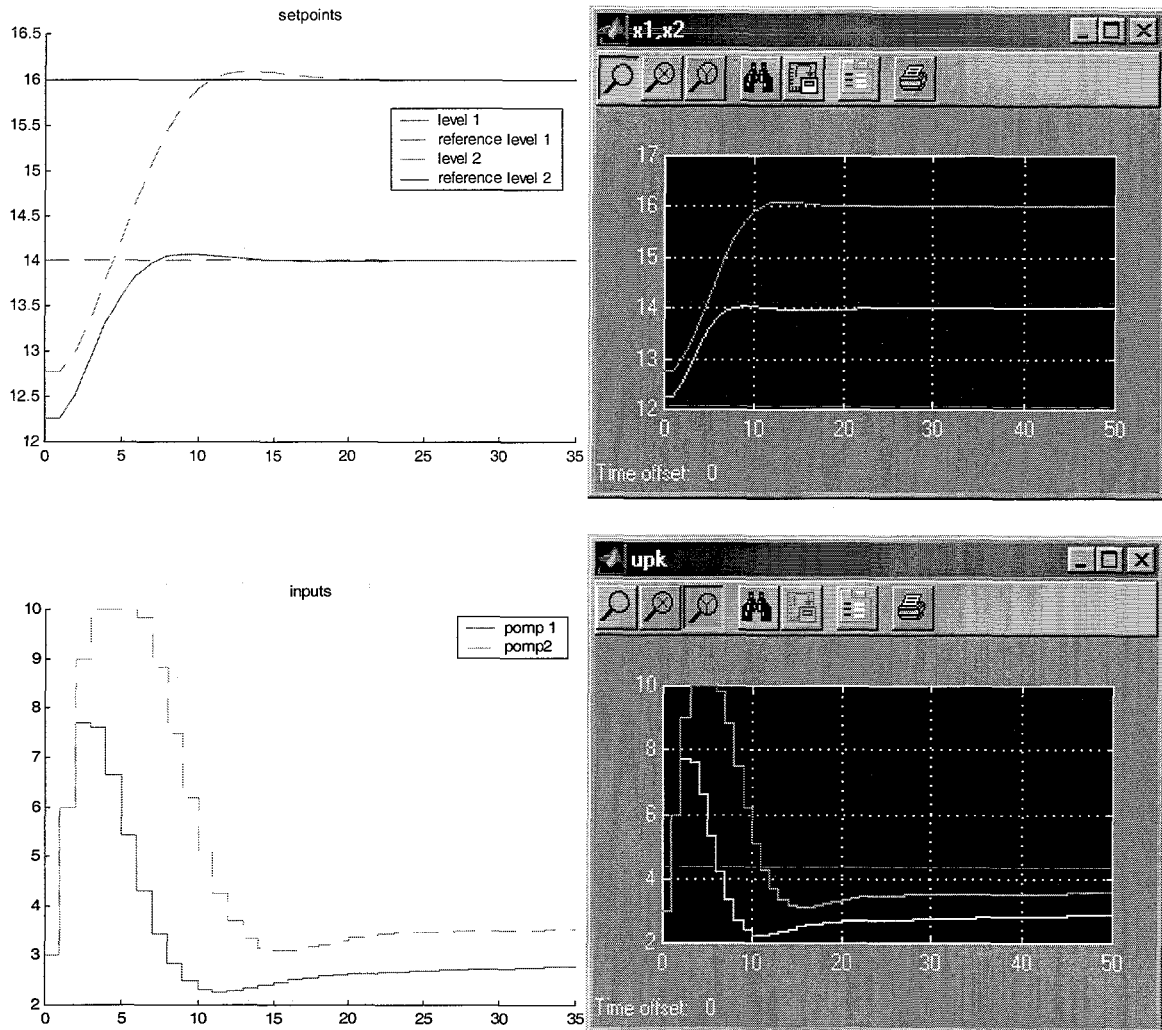 setpoints
16.5
16
15.5
15
14.5
14
13.5
13
12.5
12
0 5 10 15 20 25 30 35
level 1
reference level 1
level 2
reference level 2
x1,x2
17
16
15
14
13
12
0 10 20 30 40 50
Time offset: 0
inputs
10
9
8
7
6
5
4
3
2
0 5 10 15 20 25 30 35
pomp 1
pomp2
upk
10
8
6
4
2
0 10 20 30 40 50
Time offset: 0